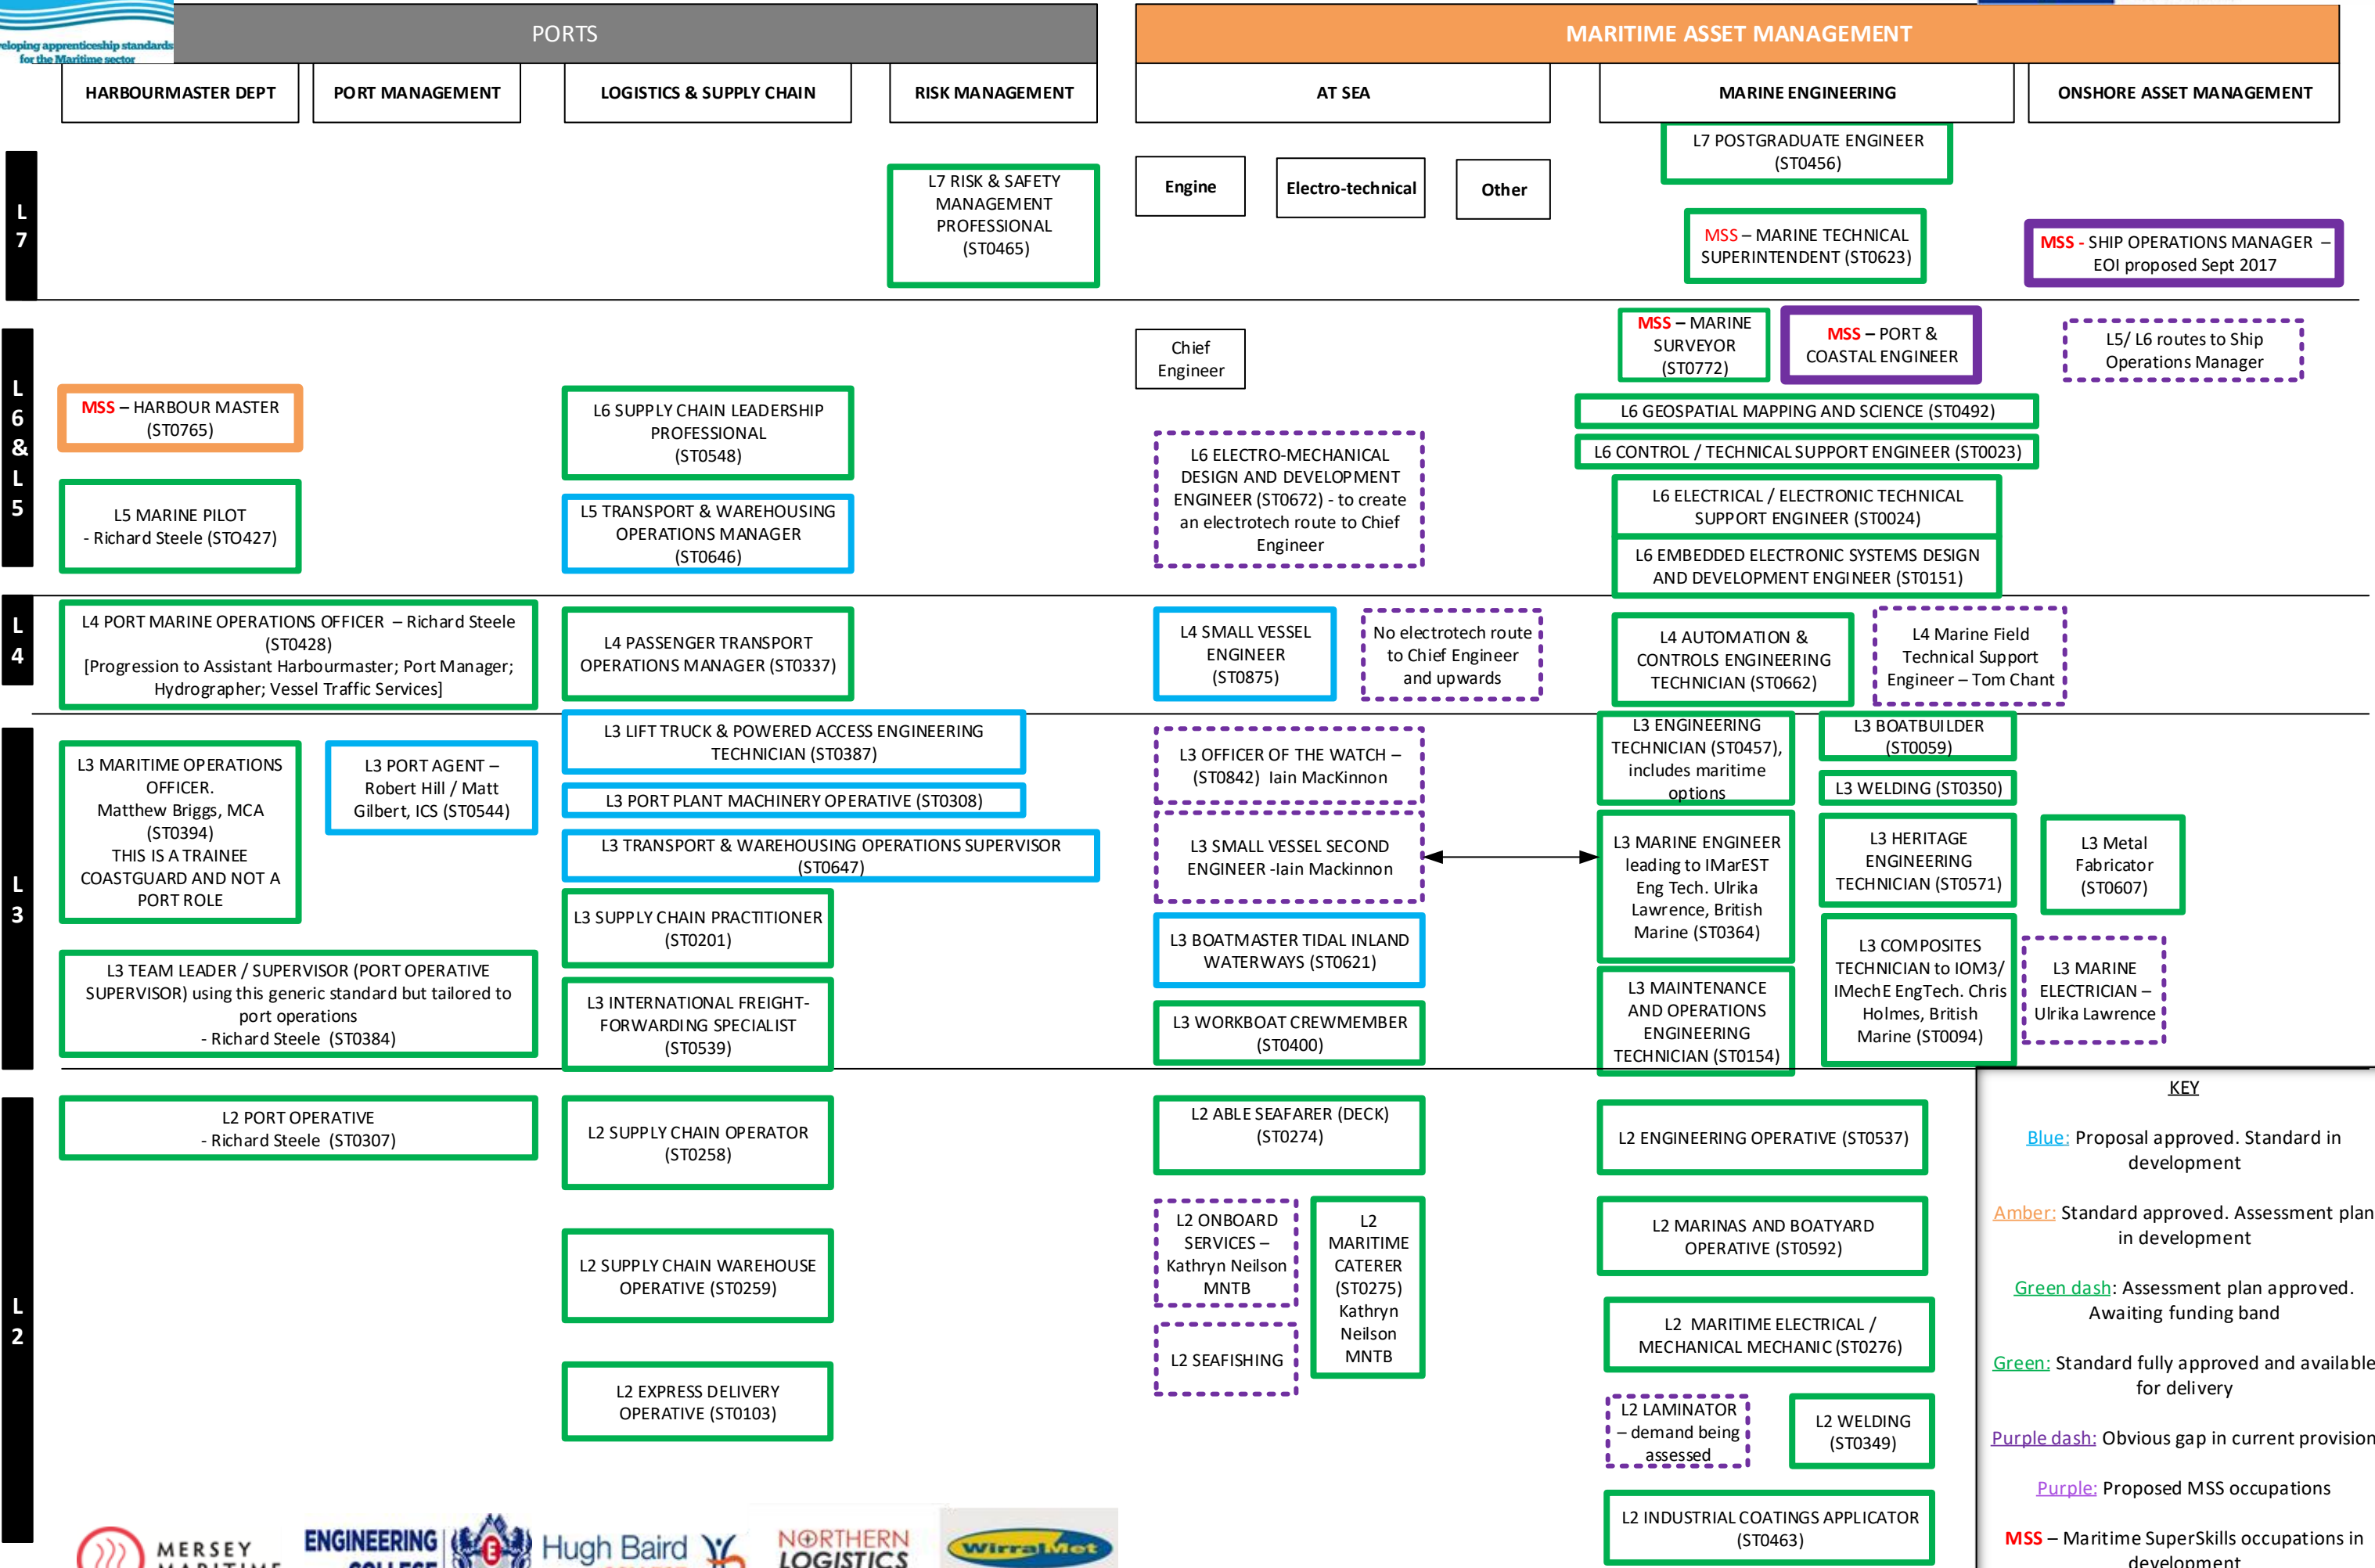 eloping apprenticeship standards
for the Maritime sector
PORTS
MARITIME ASSET MANAGEMENT
HARBOURMASTER DEPT
PORT MANAGEMENT
LOGISTICS & SUPPLY CHAIN
RISK MANAGEMENT
AT SEA
MARINE ENGINEERING
ONSHORE ASSET MANAGEMENT
L
7
L7 RISK & SAFETY
MANAGEMENT
PROFESSIONAL
(ST0465)
Engine
Electro-technical
Other
L7 POSTGRADUATE ENGINEER
(ST0456)
MSS – MARINE TECHNICAL
SUPERINTENDENT (ST0623)
MSS - SHIP OPERATIONS MANAGER –
EOI proposed Sept 2017
L
6
&
L
5
MSS – HARBOUR MASTER
(ST0765)
L5 MARINE PILOT
- Richard Steele (STO427)
L6 SUPPLY CHAIN LEADERSHIP
PROFESSIONAL
(ST0548)
L5 TRANSPORT & WAREHOUSING
OPERATIONS MANAGER
(ST0646)
Chief
Engineer
L6 ELECTRO-MECHANICAL
DESIGN AND DEVELOPMENT
ENGINEER (ST0672) - to create
an electrotech route to Chief
Engineer
MSS – MARINE
SURVEYOR
(ST0772)
MSS – PORT &
COASTAL ENGINEER
L5/ L6 routes to Ship
Operations Manager
L6 GEOSPATIAL MAPPING AND SCIENCE (ST0492)
L6 CONTROL / TECHNICAL SUPPORT ENGINEER (ST0023)
L6 ELECTRICAL / ELECTRONIC TECHNICAL
SUPPORT ENGINEER (ST0024)
L6 EMBEDDED ELECTRONIC SYSTEMS DESIGN
AND DEVELOPMENT ENGINEER (ST0151)
L
4
L4 PORT MARINE OPERATIONS OFFICER – Richard Steele
(ST0428)
[Progression to Assistant Harbourmaster; Port Manager;
Hydrographer; Vessel Traffic Services]
L4 PASSENGER TRANSPORT
OPERATIONS MANAGER (ST0337)
L4 SMALL VESSEL
ENGINEER
(ST0875)
No electrotech route
to Chief Engineer
and upwards
L4 AUTOMATION &
CONTROLS ENGINEERING
TECHNICIAN (ST0662)
L4 Marine Field
Technical Support
Engineer – Tom Chant
L
3
L3 MARITIME OPERATIONS
OFFICER.
Matthew Briggs, MCA
(ST0394)
THIS IS A TRAINEE
COASTGUARD AND NOT A
PORT ROLE
L3 PORT AGENT –
Robert Hill / Matt
Gilbert, ICS (ST0544)
L3 TEAM LEADER / SUPERVISOR (PORT OPERATIVE
SUPERVISOR) using this generic standard but tailored to
port operations
- Richard Steele (ST0384)
L3 LIFT TRUCK & POWERED ACCESS ENGINEERING
TECHNICIAN (ST0387)
L3 PORT PLANT MACHINERY OPERATIVE (ST0308)
L3 TRANSPORT & WAREHOUSING OPERATIONS SUPERVISOR
(ST0647)
L3 SUPPLY CHAIN PRACTITIONER
(ST0201)
L3 INTERNATIONAL FREIGHT-
FORWARDING SPECIALIST
(ST0539)
L3 OFFICER OF THE WATCH –
(ST0842) Iain MacKinnon
L3 SMALL VESSEL SECOND
ENGINEER -Iain Mackinnon
L3 BOATMASTER TIDAL INLAND
WATERWAYS (ST0621)
L3 WORKBOAT CREWMEMBER
(ST0400)
L3 ENGINEERING
TECHNICIAN (ST0457),
includes maritime
options
L3 MARINE ENGINEER
leading to IMarEST
Eng Tech. Ulrika
Lawrence, British
Marine (ST0364)
L3 MAINTENANCE
AND OPERATIONS
ENGINEERING
TECHNICIAN (ST0154)
L3 BOATBUILDER
(ST0059)
L3 WELDING (ST0350)
L3 HERITAGE
ENGINEERING
TECHNICIAN (ST0571)
L3 COMPOSITES
TECHNICIAN to IOM3/
IMechE EngTech. Chris
Holmes, British
Marine (ST0094)
L3 Metal
Fabricator
(ST0607)
L3 MARINE
ELECTRICIAN –
Ulrika Lawrence
L
2
L2 PORT OPERATIVE
- Richard Steele (ST0307)
L2 SUPPLY CHAIN OPERATOR
(ST0258)
L2 SUPPLY CHAIN WAREHOUSE
OPERATIVE (ST0259)
L2 EXPRESS DELIVERY
OPERATIVE (ST0103)
L2 ABLE SEAFARER (DECK)
(ST0274)
L2 ONBOARD
SERVICES –
Kathryn Neilson
MNTB
L2 SEAFISHING
L2
MARITIME
CATERER
(ST0275)
Kathryn
Neilson
MNTB
L2 ENGINEERING OPERATIVE (ST0537)
L2 MARINAS AND BOATYARD
OPERATIVE (ST0592)
L2 MARITIME ELECTRICAL /
MECHANICAL MECHANIC (ST0276)
L2 LAMINATOR
– demand being
assessed
L2 WELDING
(ST0349)
L2 INDUSTRIAL COATINGS APPLICATOR
(ST0463)
KEY
Blue: Proposal approved. Standard in
development
Amber: Standard approved. Assessment plan
in development
Green dash: Assessment plan approved.
Awaiting funding band
Green: Standard fully approved and available
for delivery
Purple dash: Obvious gap in current provision
Purple: Proposed MSS occupations
MSS – Maritime SuperSkills occupations in
development
MERSEY
MARITIME
ENGINEERING
COLLEGE
Hugh Baird
NORTHERN
LOGISTICS
WirralMet